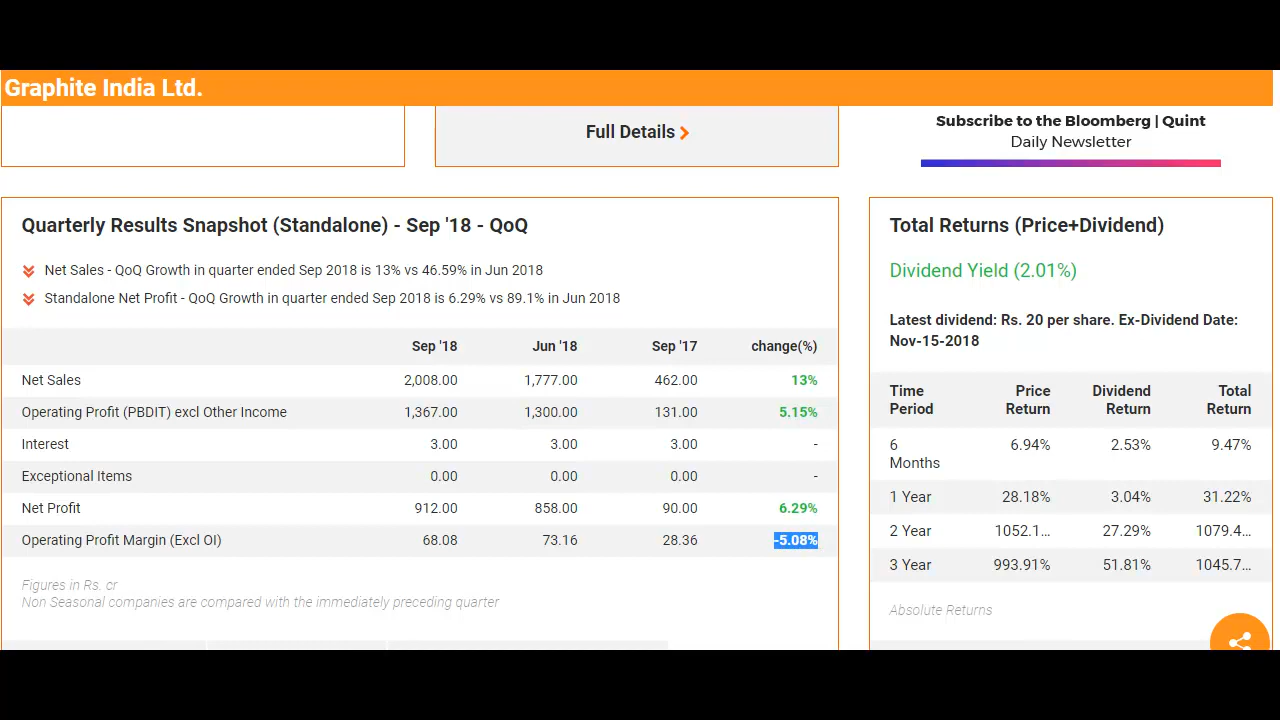 Graphite India Ltd.
Full Details
Subscribe to the Bloomberg | Quint
Daily Newsletter
Quarterly Results Snapshot (Standalone) - Sep '18 - QoQ
Net Sales - QoQ Growth in quarter ended Sep 2018 is 13% vs 46.59% in Jun 2018
Standalone Net Profit - QoQ Growth in quarter ended Sep 2018 is 6.29% vs 89.1% in Jun 2018
Sep '18 Jun '18 Sep '17 change(%)
Net Sales 2,008.00 1,777.00 462.00 13%
Operating Profit (PBDIT) excl Other Income 1,367.00 1,300.00 131.00 5.15%
Interest 3.00 3.00 3.00 -
Exceptional Items 0.00 0.00 0.00 -
Net Profit 912.00 858.00 90.00 6.29%
Operating Profit Margin (Excl OI) 68.08 73.16 28.36 -5.08%
Figures in Rs. cr
Non Seasonal companies are compared with the immediately preceding quarter
Total Returns (Price+Dividend)
Dividend Yield (2.01%)
Latest dividend: Rs. 20 per share. Ex-Dividend Date:
Nov-15-2018
Time Price Dividend Total
Period Return Return Return
6 6.94% 2.53% 9.47%
Months
1 Year 28.18% 3.04% 31.22%
2 Year 1052.1... 27.29% 1079.4...
3 Year 993.91% 51.81% 1045.7...
Absolute Returns